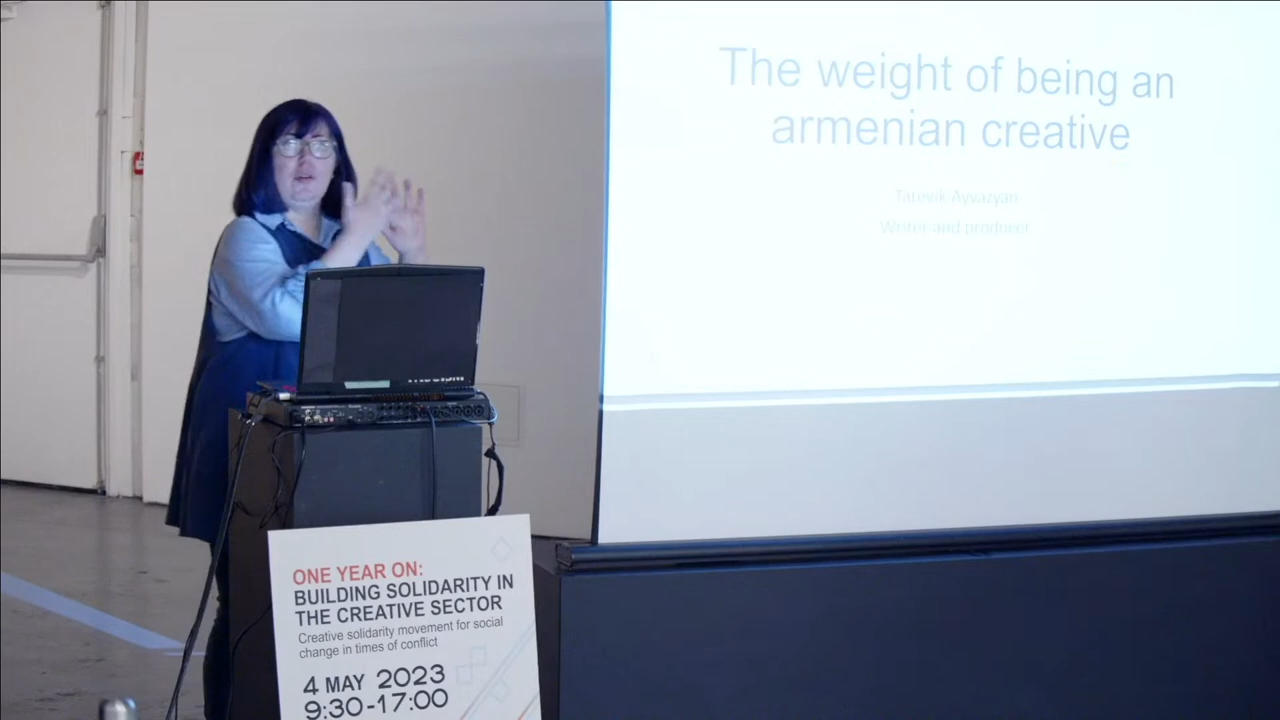 The weight of being an
armenian creative
Tatevik Ayvazyan
Writer and producer
ONE YEAR ON:
BUILDING SOLIDARITY IN
THE CREATIVE SECTOR
Creative solidarity movement for social
change in times of conflict
4 MAY 2023
9:30-17:00